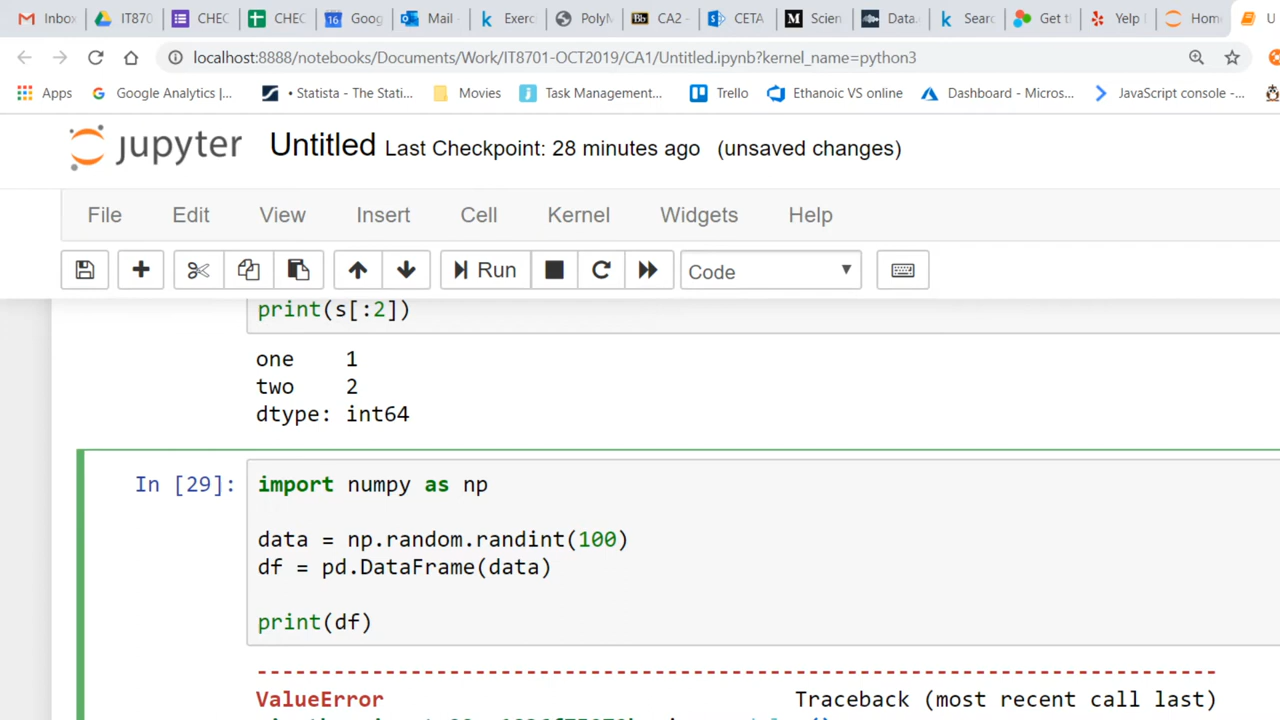 Inbox IT870 CHEC CHEC Goog Mail Exerc PolyM CA2 - CETA Scien Data. Searc Get t Yelp Home U
localhost:8888/notebooks/Documents/Work/IT8701-OCT2019/CA1/Untitled.ipynb?kernel_name=python3
Apps Google Analytics |... • Statista - The Stati... Movies Task Management... Trello Ethanoic VS online Dashboard - Micros... JavaScript console -...
jupyter Untitled Last Checkpoint: 28 minutes ago (unsaved changes)
File Edit View Insert Cell Kernel Widgets Help
Run Code
print(s[:2])
one 1
two 2
dtype: int64
In [29]: import numpy as np
data = np.random.randint(100)
df = pd.DataFrame(data)
print(df)
---------------------------------------------------------------------------
ValueError Traceback (most recent call last)